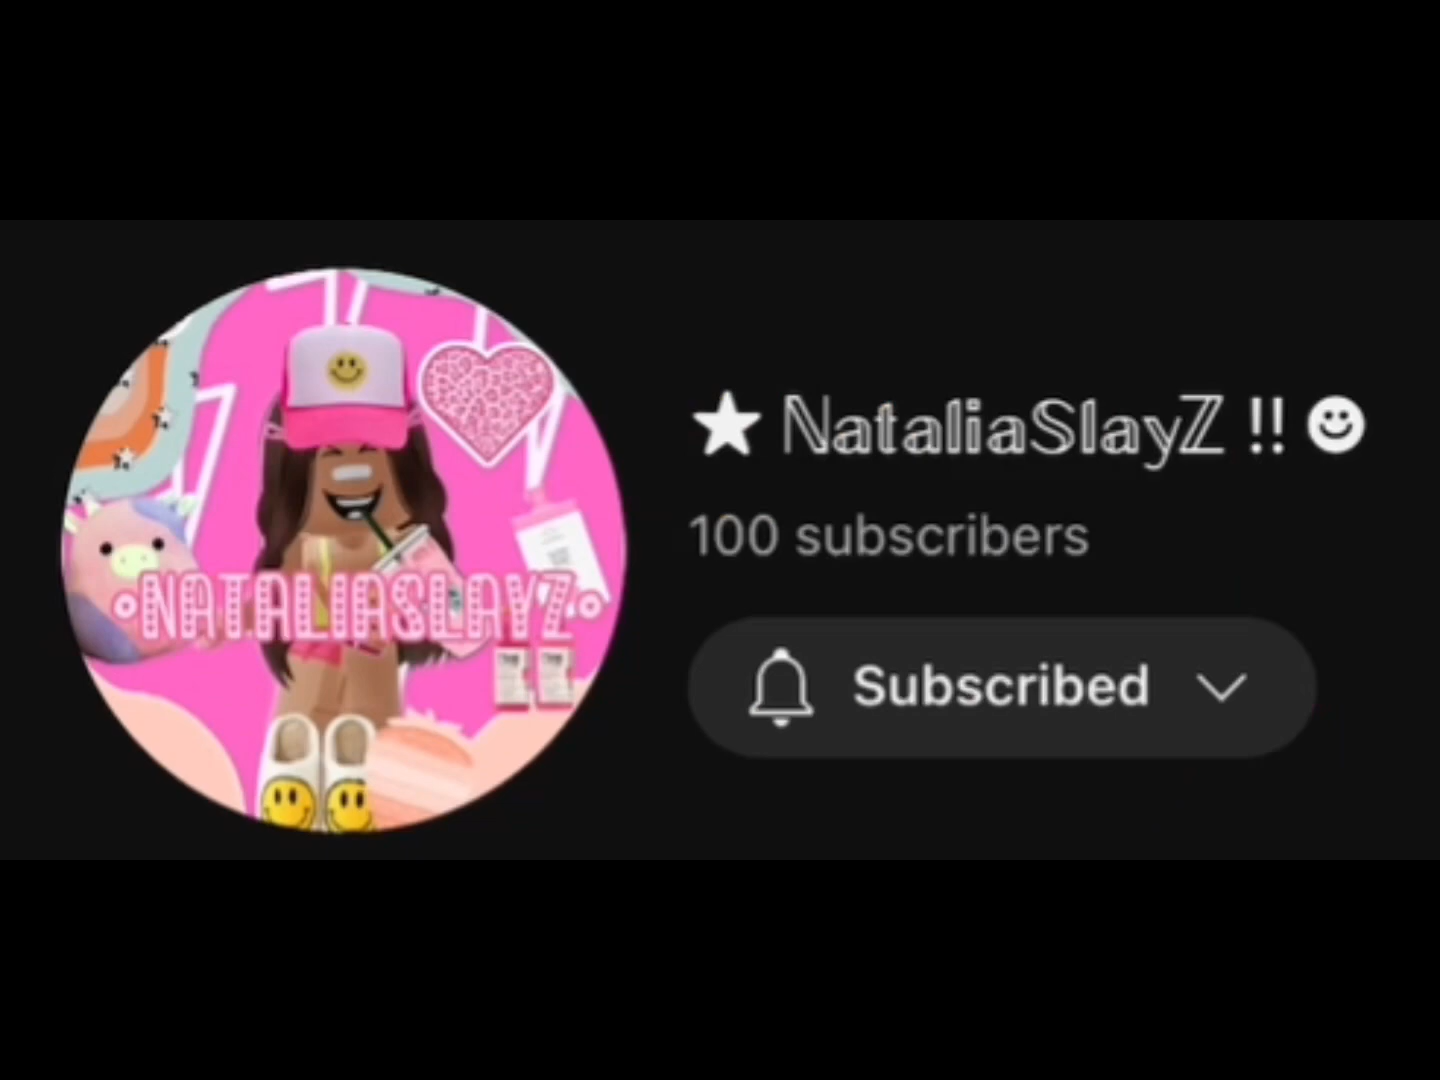 ★ ℕ𝕒𝕥𝕒𝕝𝕚𝕒𝕊𝕝𝕒𝕪ℤ !! ☻
100 subscribers
Subscribed
•NATALIASLAYZ•